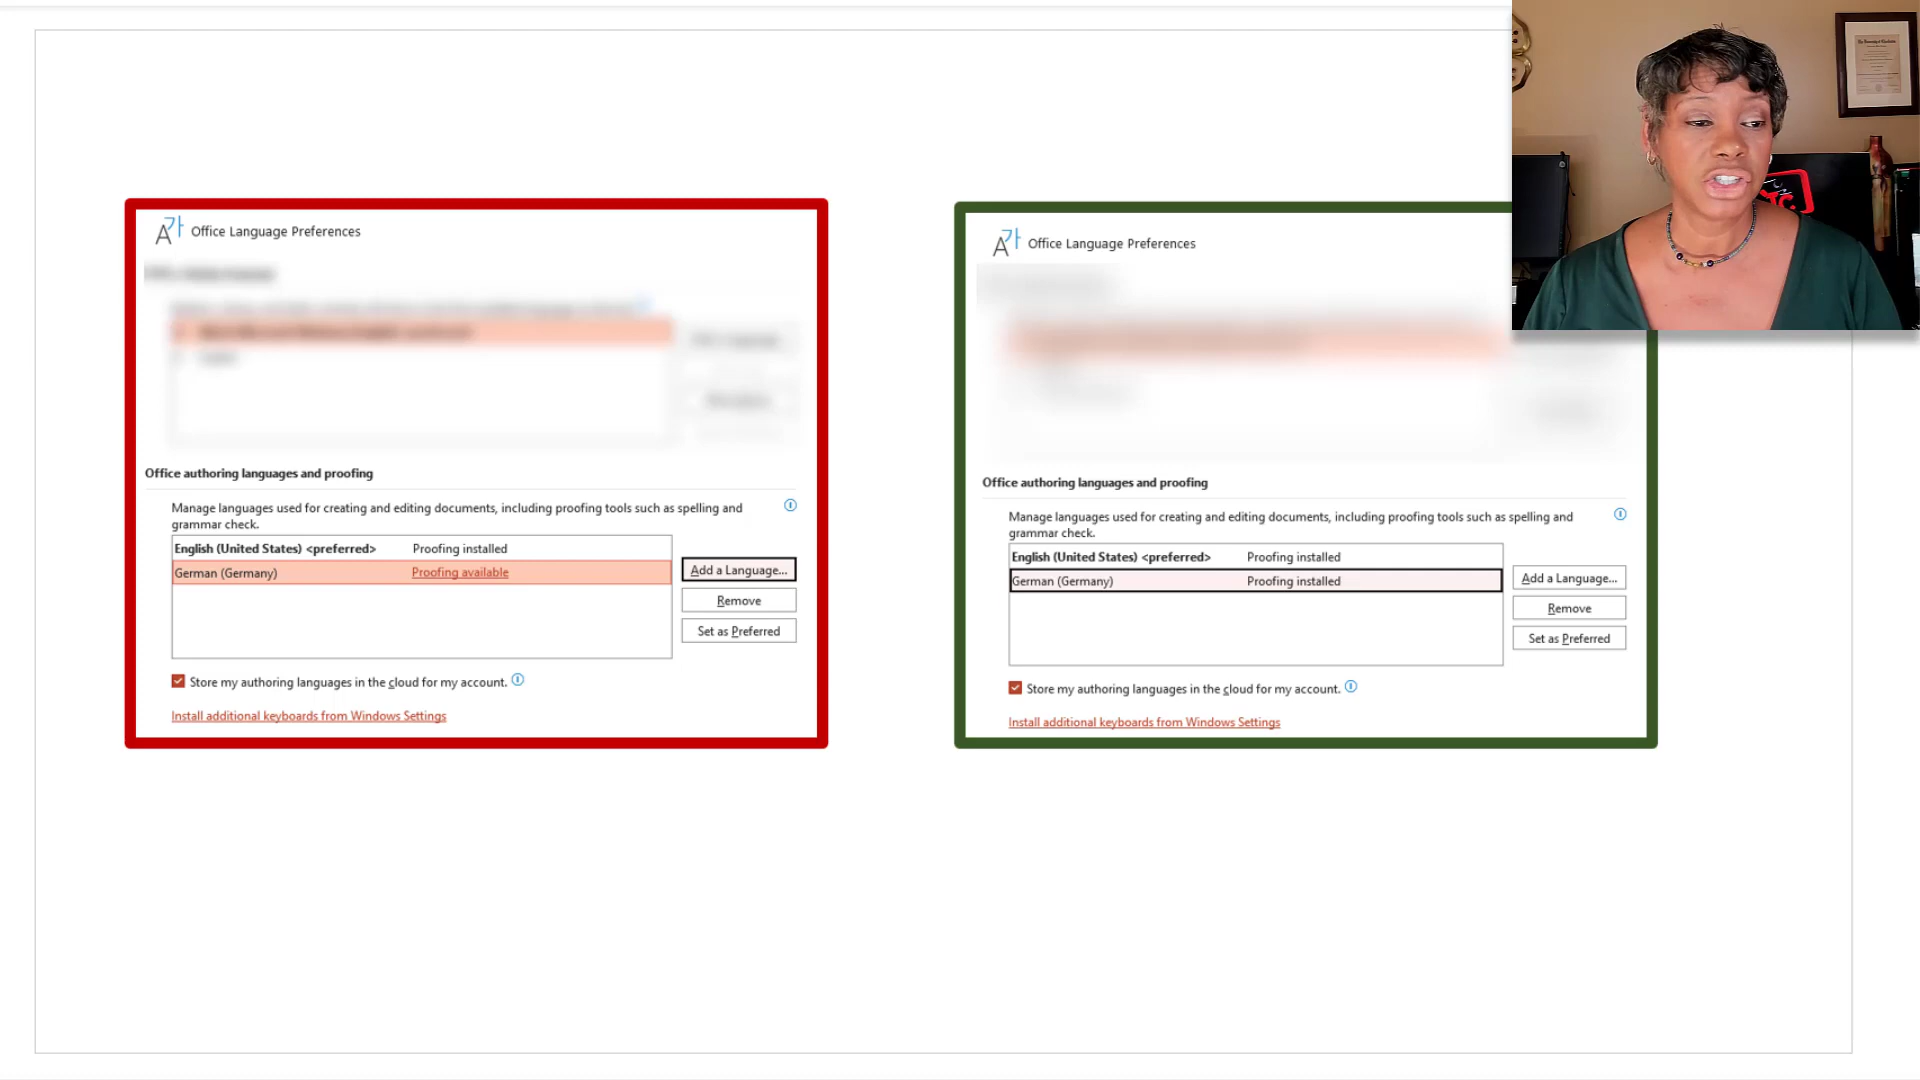 Office Language Preferences
Office authoring languages and proofing
Manage languages used for creating and editing documents, including proofing tools such as spelling and
grammar check.
English (United States) <preferred> Proofing installed
German (Germany) Proofing available
Add a Language...
Remove
Set as Preferred
Store my authoring languages in the cloud for my account.
Install additional keyboards from Windows Settings
Office Language Preferences
Office authoring languages and proofing
Manage languages used for creating and editing documents, including proofing tools such as spelling and
grammar check.
English (United States) <preferred> Proofing installed
German (Germany) Proofing installed
Add a Language...
Remove
Set as Preferred
Store my authoring languages in the cloud for my account.
Install additional keyboards from Windows Settings